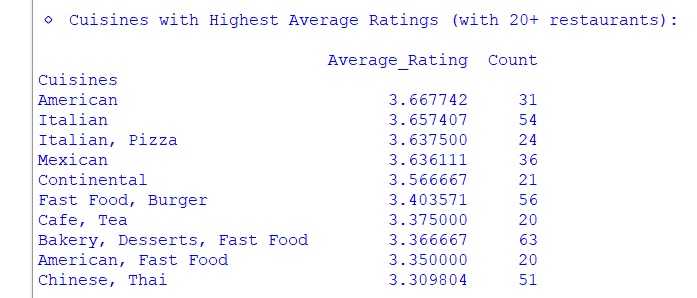 ⋄ Cuisines with Highest Average Ratings (with 20+ restaurants):
Average_Rating Count
Cuisines
American 3.667742 31
Italian 3.657407 54
Italian, Pizza 3.637500 24
Mexican 3.636111 36
Continental 3.566667 21
Fast Food, Burger 3.403571 56
Cafe, Tea 3.375000 20
Bakery, Desserts, Fast Food 3.366667 63
American, Fast Food 3.350000 20
Chinese, Thai 3.309804 51